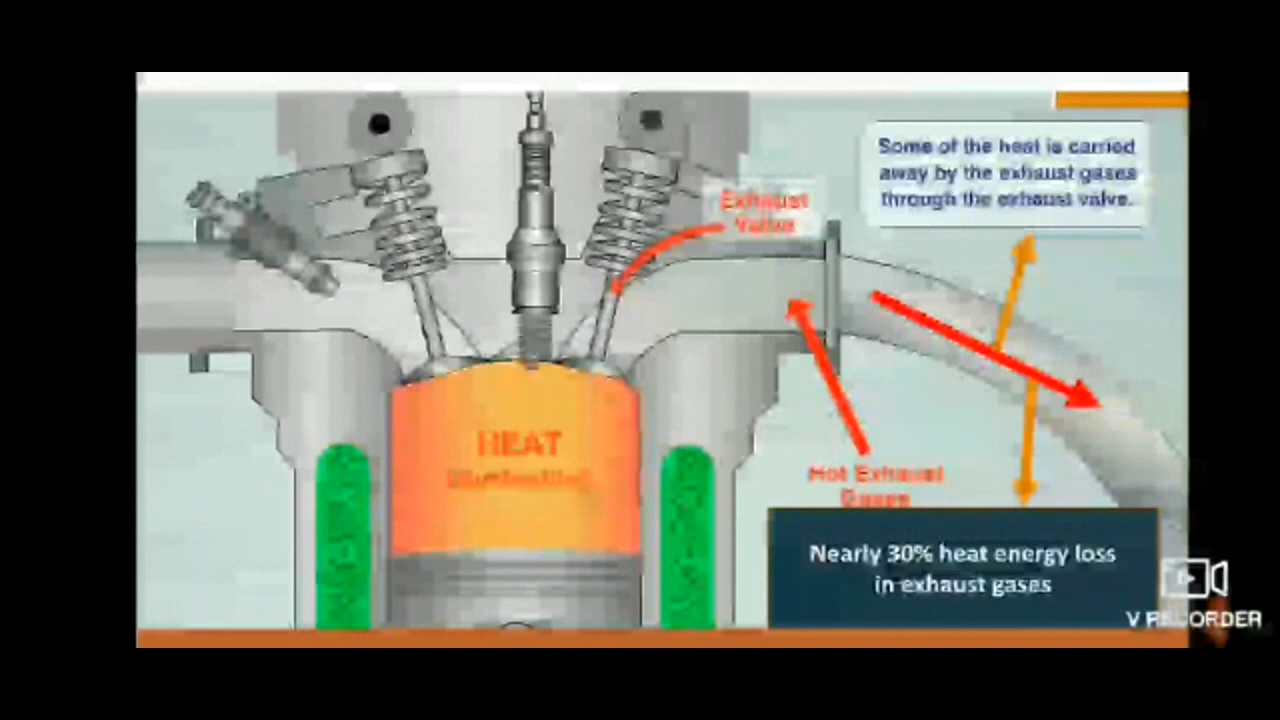 Some of the heat is carried
away by the exhaust gases
through the exhaust valve.
Exhaust
Valve
HEAT
Hot Exhaust
Gases
Nearly 30% heat energy loss
in exhaust gases
V RECORDER